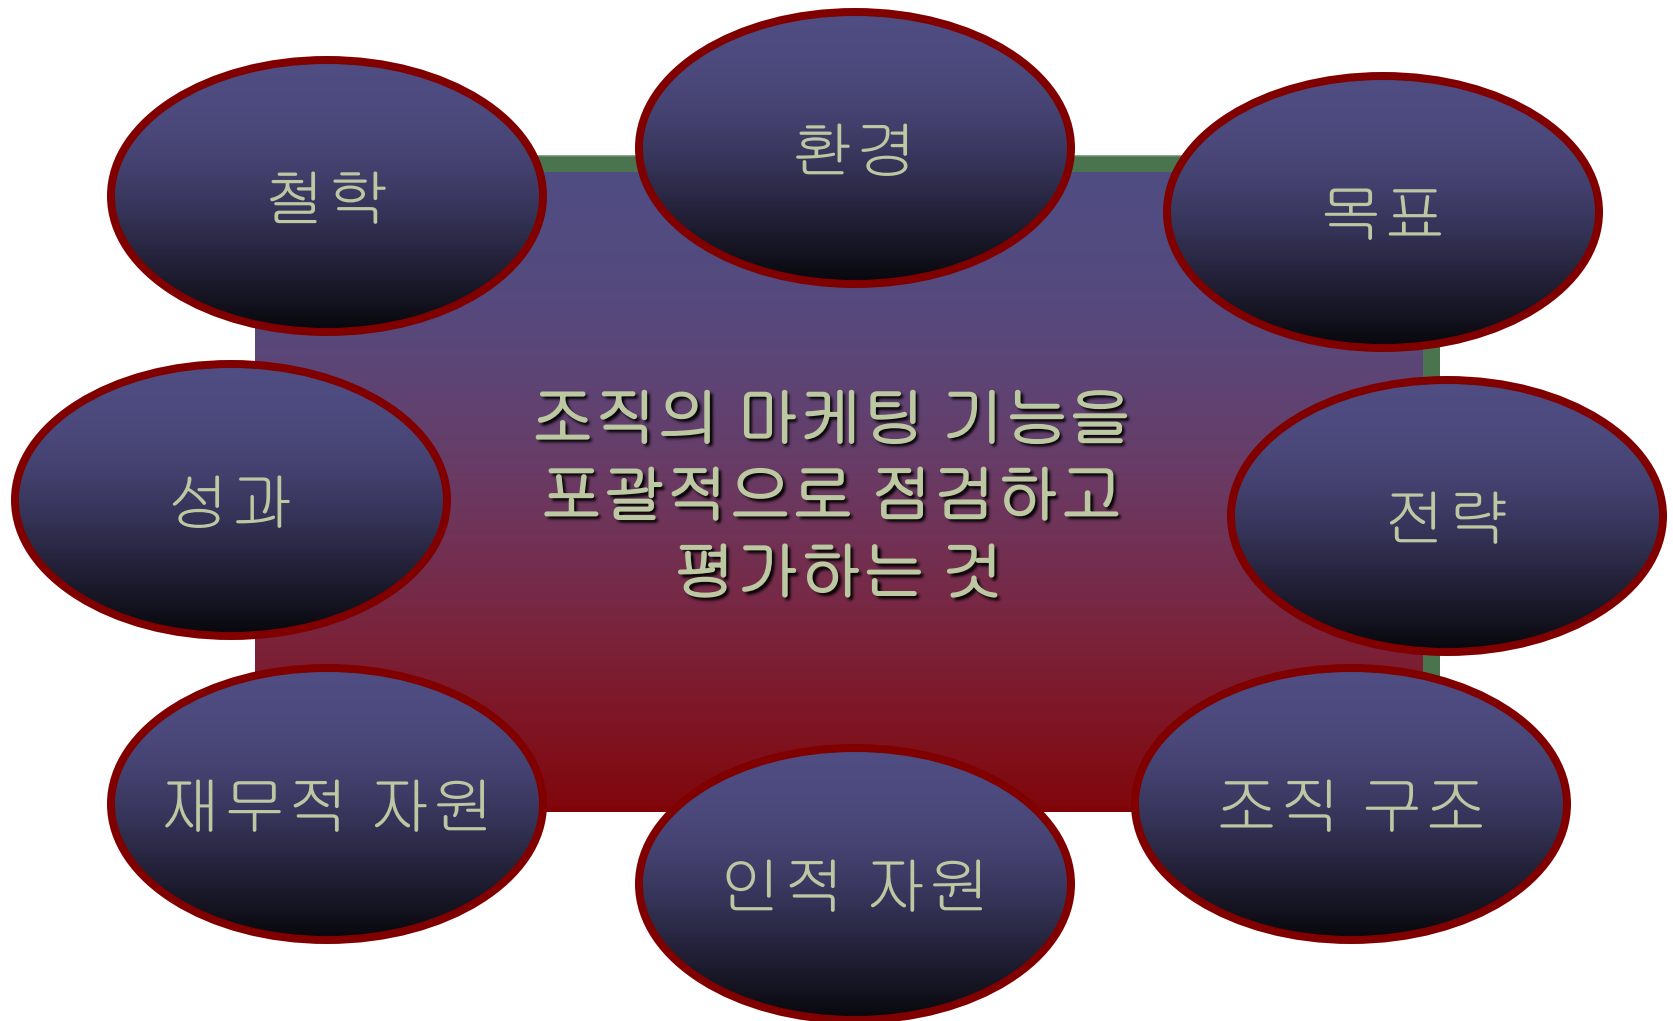 환경
철학
목표
조직의 마케팅 기능을
포괄적으로 점검하고
평가하는 것
성과
전략
재무적 자원
조직 구조
인적 자원